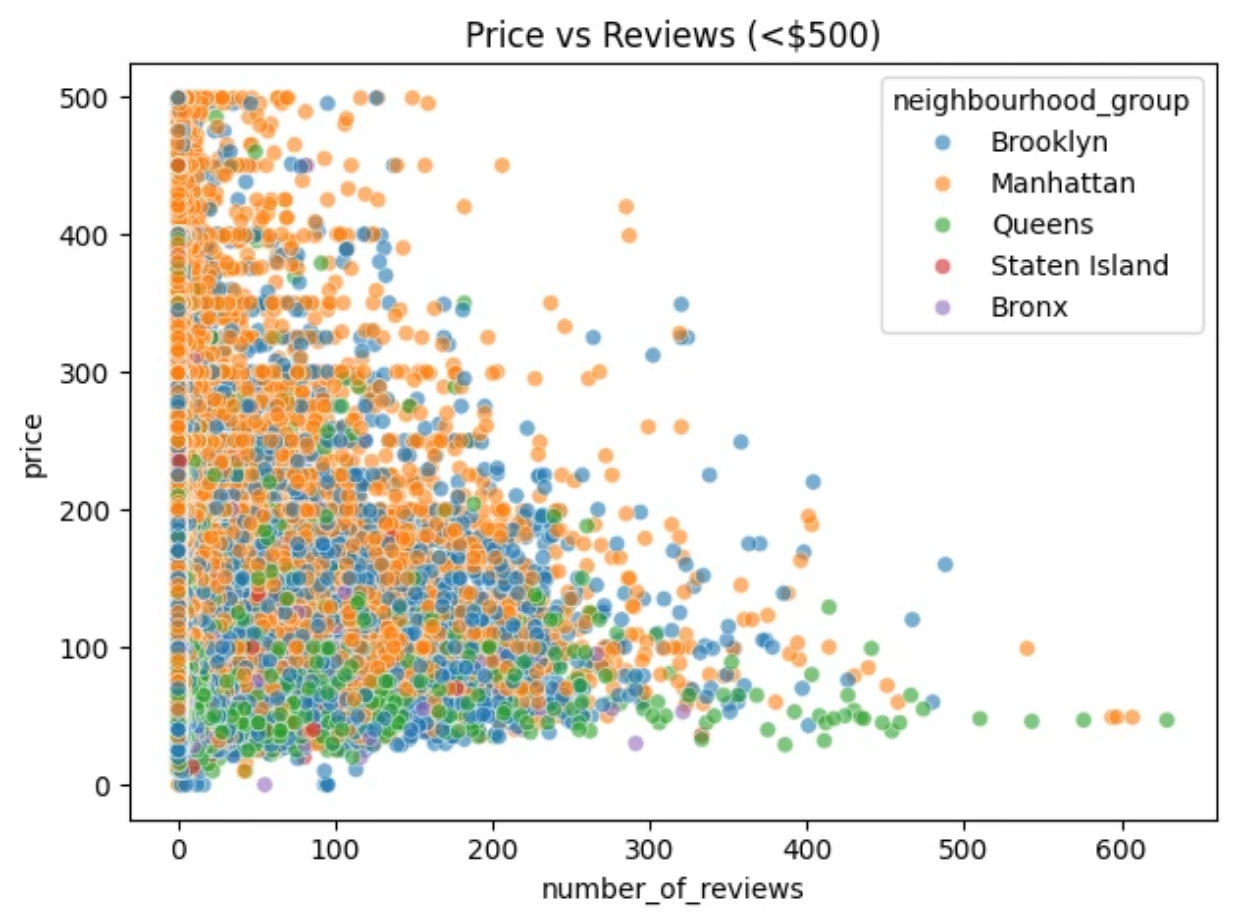 Price vs Reviews (<$500)
neighbourhood_group
Brooklyn
Manhattan
Queens
Staten Island
Bronx
price
500
400
300
200
100
0
0 100 200 300 400 500 600
number_of_reviews